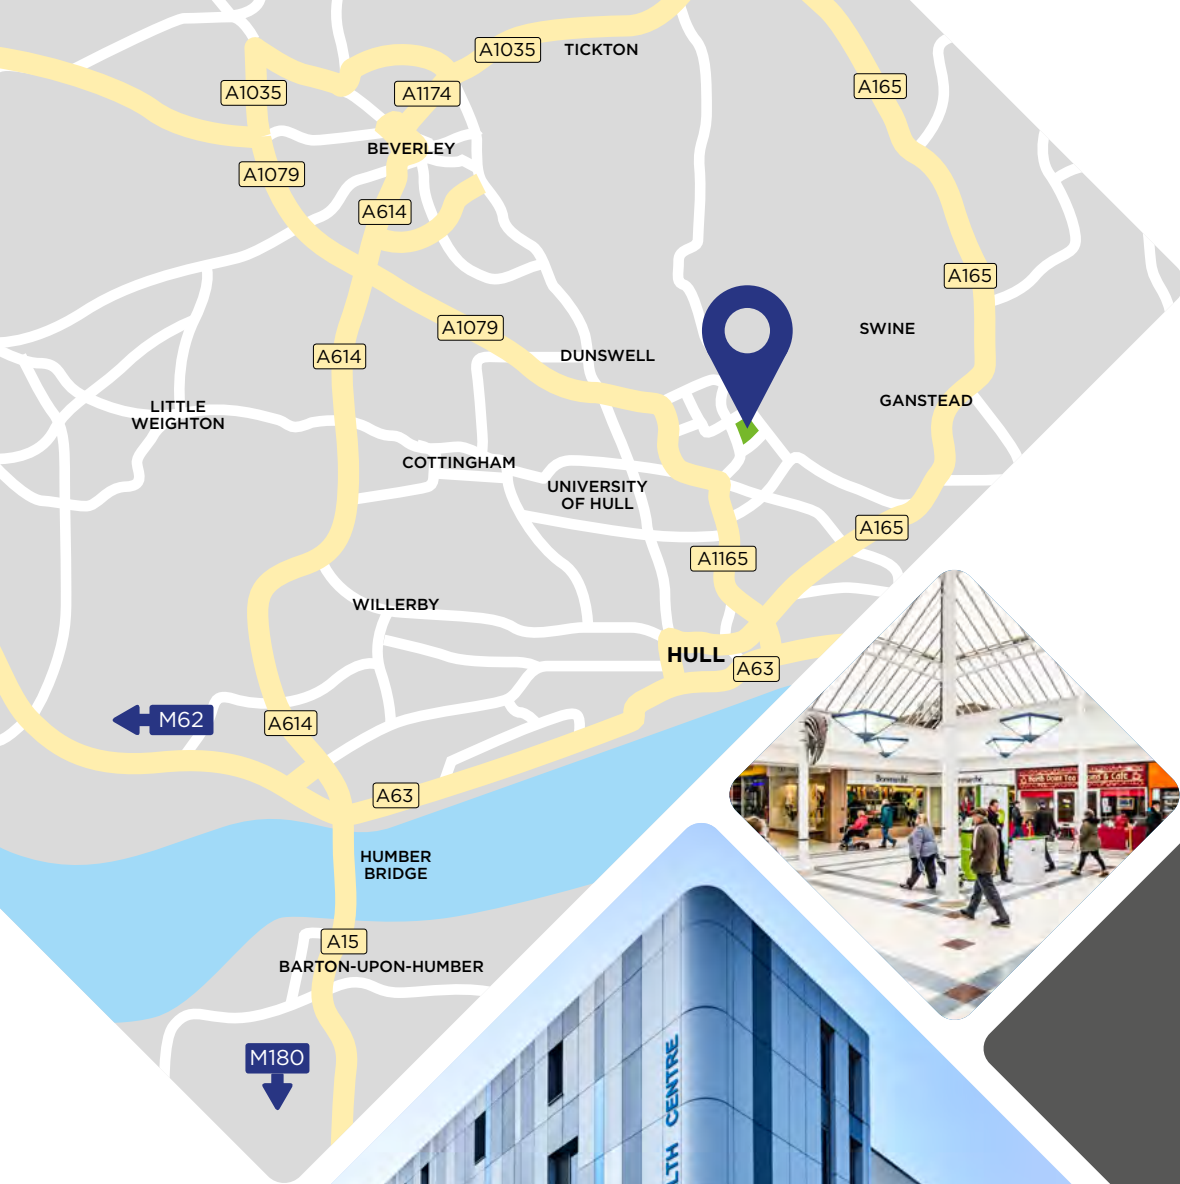 A1035
TICKTON
A165
A1035
A1174
BEVERLEY
A1079
A614
A165
A1079
SWINE
A614
DUNSWELL
GANSTEAD
LITTLE
WEIGHTON
COTTINGHAM
UNIVERSITY
OF HULL
A165
A1165
WILLERBY
HULL
A63
M62
A614
A63
HUMBER
BRIDGE
A15
BARTON-UPON-HUMBER
M180
CENTRE